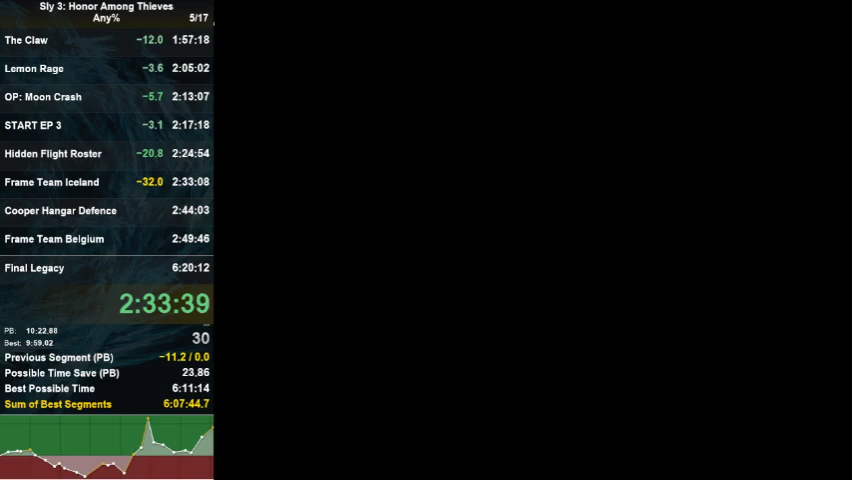 Sly 3: Honor Among Thieves
Any% 5/17
The Claw −12.0 1:57:18
Lemon Rage −3.6 2:05:02
OP: Moon Crash −5.7 2:13:07
START EP 3 −3.1 2:17:18
Hidden Flight Roster −20.8 2:24:54
Frame Team Iceland −32.0 2:33:08
Cooper Hangar Defence 2:44:03
Frame Team Belgium 2:49:46
Final Legacy 6:20:12
2:33:39
PB: 10:22.88
Best: 9:59.02 30
Previous Segment (PB) −11.2 / 0.0
Possible Time Save (PB) 23.86
Best Possible Time 6:11:14
Sum of Best Segments 6:07:44.7